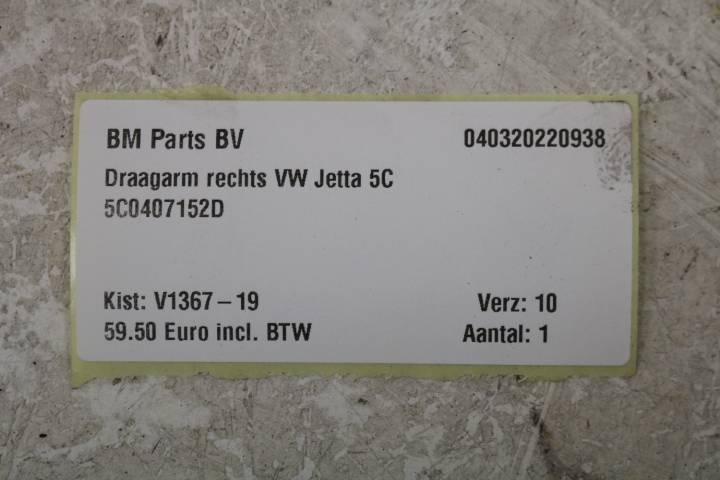 BM Parts BV 040320220938
Draagarm rechts VW Jetta 5C
5C0407152D
Kist: V1367-19 Verz: 10
59.50 Euro incl. BTW Aantal: 1